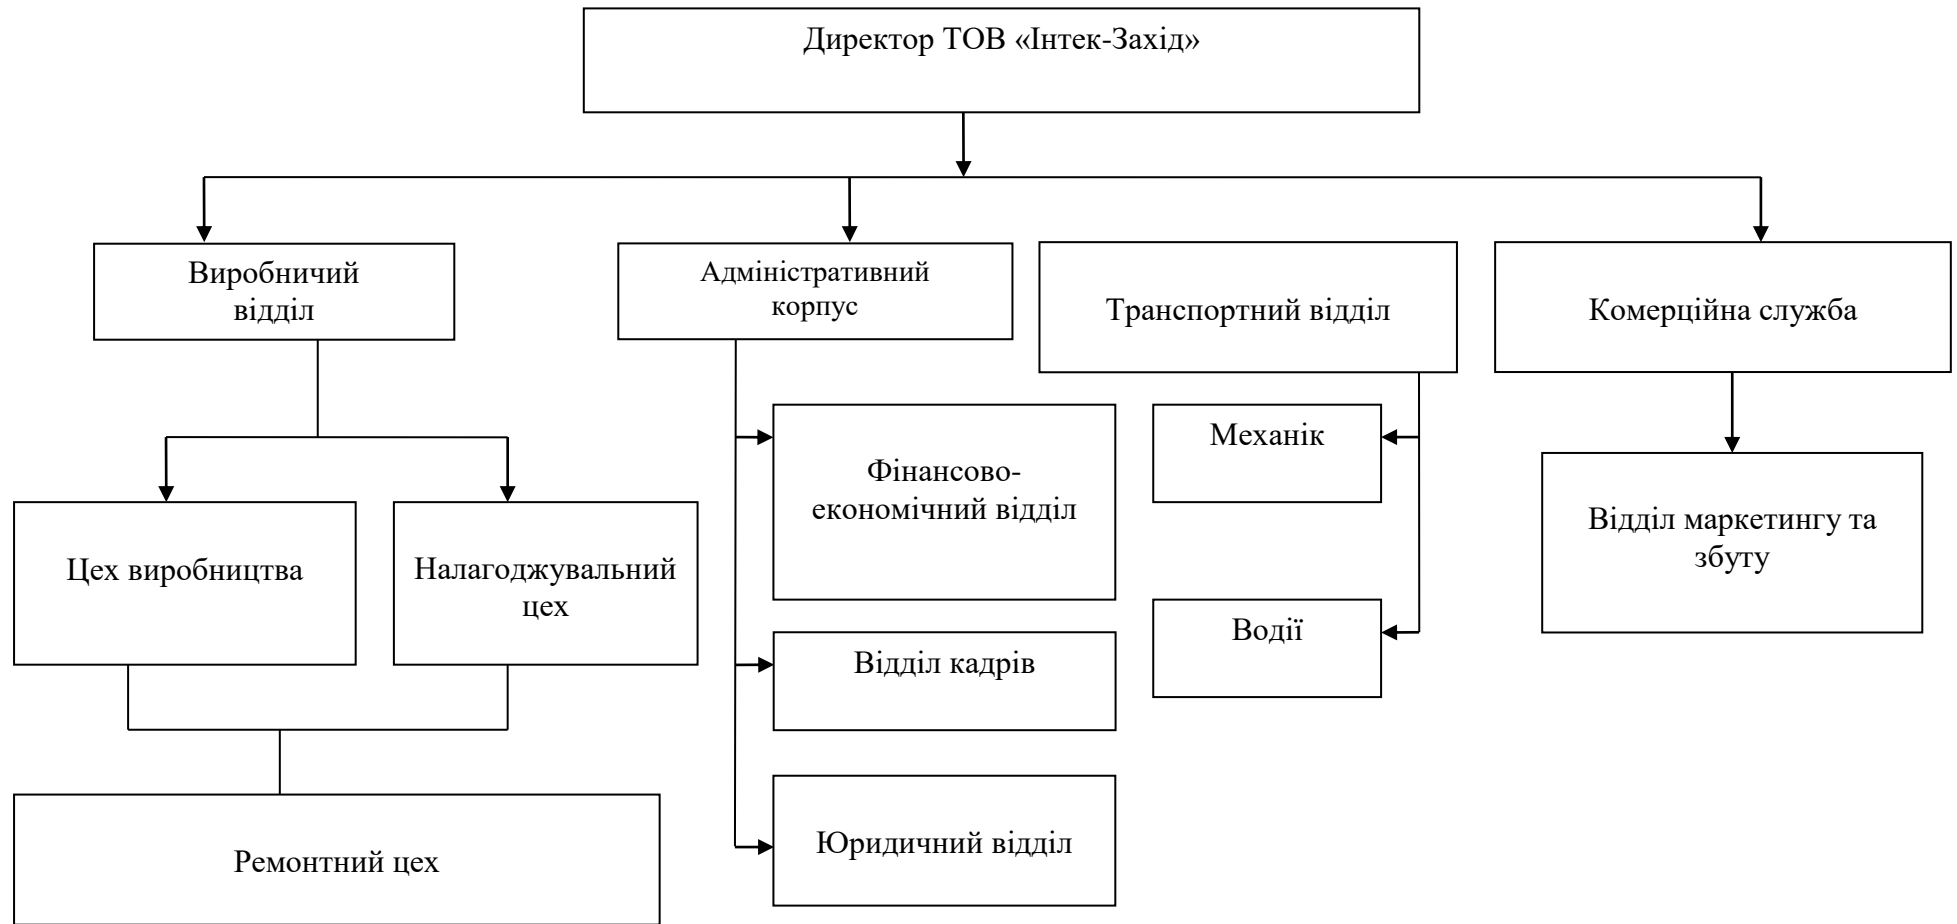 Директор ТОВ «Інтек-Захід»
Виробничий
відділ
Адміністративний
корпус
Транспортний відділ
Комерційна служба
Механік
Фінансово-
економічний відділ
Відділ маркетингу та
збуту
Цех виробництва
Налагоджувальний
цех
Водії
Відділ кадрів
Юридичний відділ
Ремонтний цех